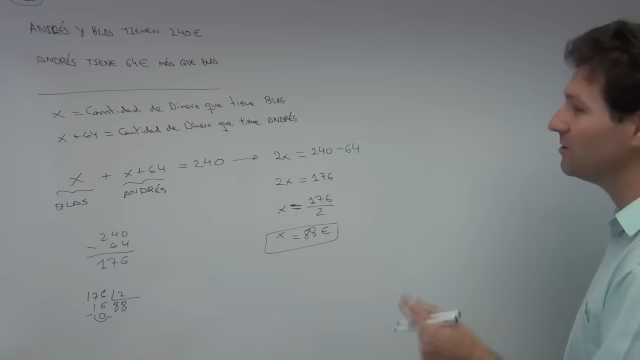 ANDRÉS Y BLAS TIENEN 240€
ANDRÉS TIENE 64€ MÁS QUE BLAS
x = Cantidad de Dinero que tiene BLAS
x+64 = Cantidad de Dinero que tiene ANDRÉS
x + x+64 = 240 → 2x = 240-64
BLAS ANDRÉS
2x = 176
x = 176/2
x = 88€
240
- 64
176
176 2
16 88
-0